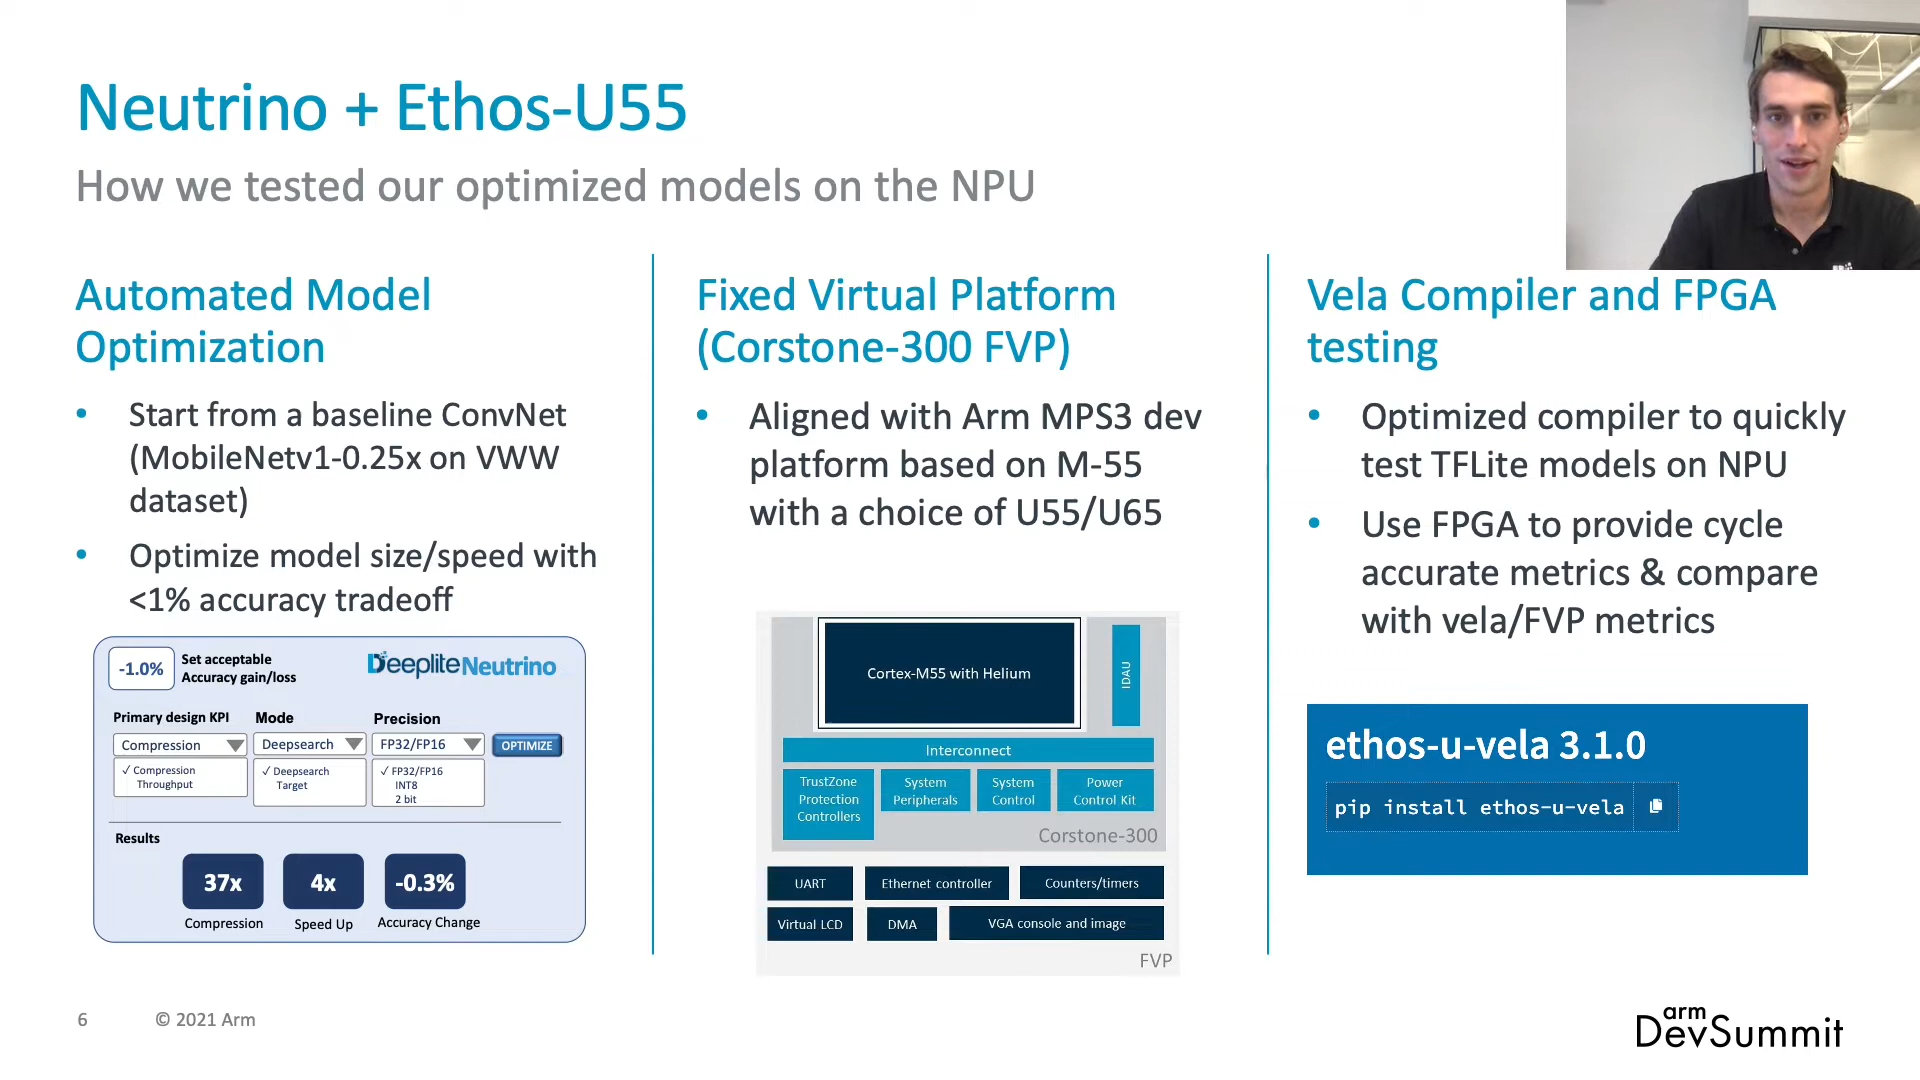 Neutrino + Ethos-U55
How we tested our optimized models on the NPU
Automated Model
Optimization
• Start from a baseline ConvNet
(MobileNetv1-0.25x on VWW
dataset)
• Optimize model size/speed with
<1% accuracy tradeoff
-1.0%
Set acceptable
Accuracy gain/loss
Deeplite Neutrino
Primary design KPI
Mode
Precision
Compression
Deepsearch
FP32/FP16
OPTIMIZE
✓ Compression
Throughput
✓ Deepsearch
Target
✓ FP32/FP16
INT8
2 bit
Results
37x
4x
-0.3%
Compression
Speed Up
Accuracy Change
Fixed Virtual Platform
(Corstone-300 FVP)
• Aligned with Arm MPS3 dev
platform based on M-55
with a choice of U55/U65
Cortex-M55 with Helium
IDAU
Interconnect
TrustZone
Protection
Controllers
System
Peripherals
System
Control
Power
Control Kit
Corstone-300
UART
Ethernet controller
Counters/timers
Virtual LCD
DMA
VGA console and image
FVP
Vela Compiler and FPGA
testing
• Optimized compiler to quickly
test TFLite models on NPU
• Use FPGA to provide cycle
accurate metrics & compare
with vela/FVP metrics
ethos-u-vela 3.1.0
pip install ethos-u-vela
6
© 2021 Arm
arm
DevSummit